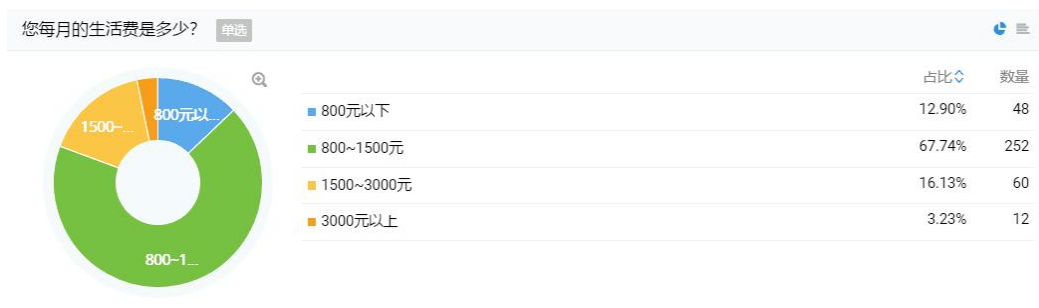 您每月的生活费是多少？ 单选
占比 数量
800元以下 12.90% 48
800~1500元 67.74% 252
1500~3000元 16.13% 60
3000元以上 3.23% 12
800元以...
1500~...
800~1...